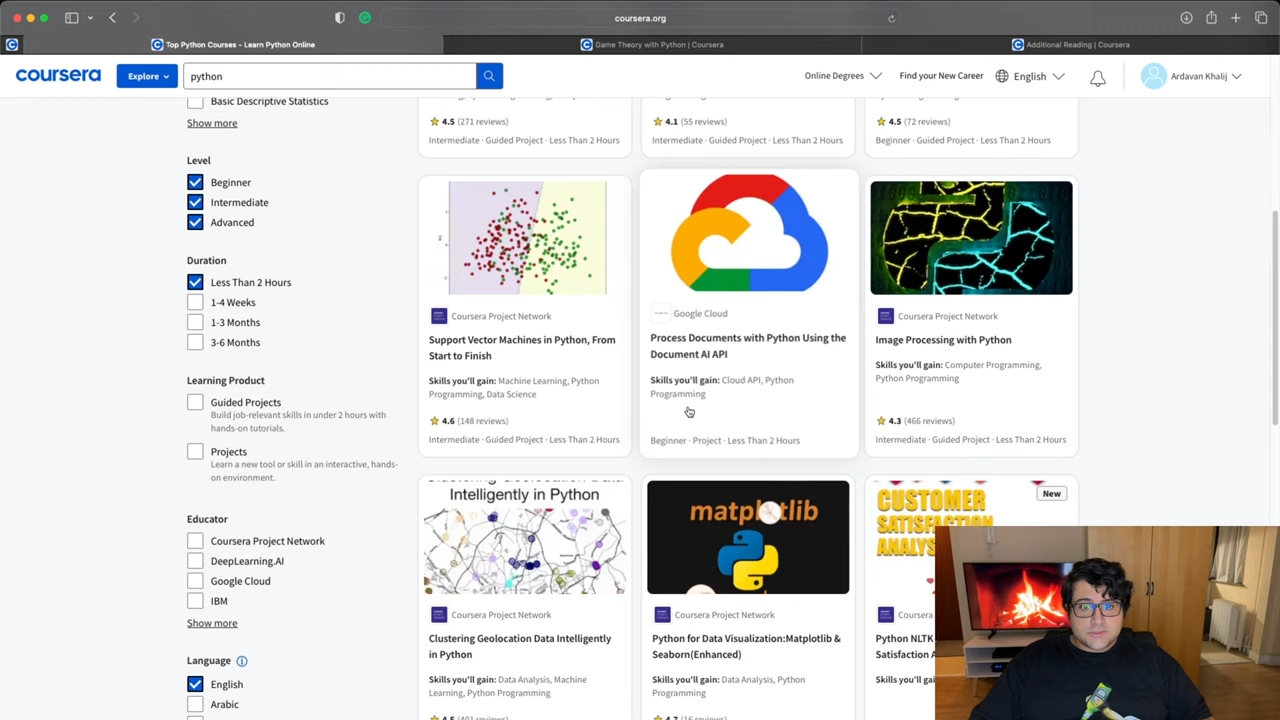 coursera.org
Top Python Courses - Learn Python Online
Game Theory with Python | Coursera
Additional Reading | Coursera
coursera
Explore
python
Online Degrees
Find your New Career
English
Ardavan Khalij
Basic Descriptive Statistics
Show more
Level
Beginner
Intermediate
Advanced
Duration
Less Than 2 Hours
1-4 Weeks
1-3 Months
3-6 Months
Learning Product
Guided Projects
Build job-relevant skills in under 2 hours with
hands-on tutorials.
Projects
Learn a new tool or skill in an interactive, hands-
on environment.
Educator
Coursera Project Network
DeepLearning.AI
Google Cloud
IBM
Show more
Language
English
Arabic
4.5 (271 reviews)
Intermediate · Guided Project · Less Than 2 Hours
4.1 (55 reviews)
Intermediate · Guided Project · Less Than 2 Hours
4.5 (72 reviews)
Beginner · Guided Project · Less Than 2 Hours
Coursera Project Network
Support Vector Machines in Python, From
Start to Finish
Skills you'll gain: Machine Learning, Python
Programming, Data Science
4.6 (148 reviews)
Intermediate · Guided Project · Less Than 2 Hours
Google Cloud
Process Documents with Python Using the
Document AI API
Skills you'll gain: Cloud API, Python
Programming
Beginner · Project · Less Than 2 Hours
Coursera Project Network
Image Processing with Python
Skills you'll gain: Computer Programming,
Python Programming
4.3 (466 reviews)
Intermediate · Guided Project · Less Than 2 Hours
Clustering Geolocation Data
Intelligently in Python
Coursera Project Network
Clustering Geolocation Data Intelligently
in Python
Skills you'll gain: Data Analysis, Machine
Learning, Python Programming
4.5 (401 reviews)
matplotlib
Coursera Project Network
Python for Data Visualization:Matplotlib &
Seaborn(Enhanced)
Skills you'll gain: Data Analysis, Python
Programming
4.7 (16 reviews)
New
CUSTOMER
SATISFACTION
Coursera
Python NLTK
Satisfaction A
Skills you'll